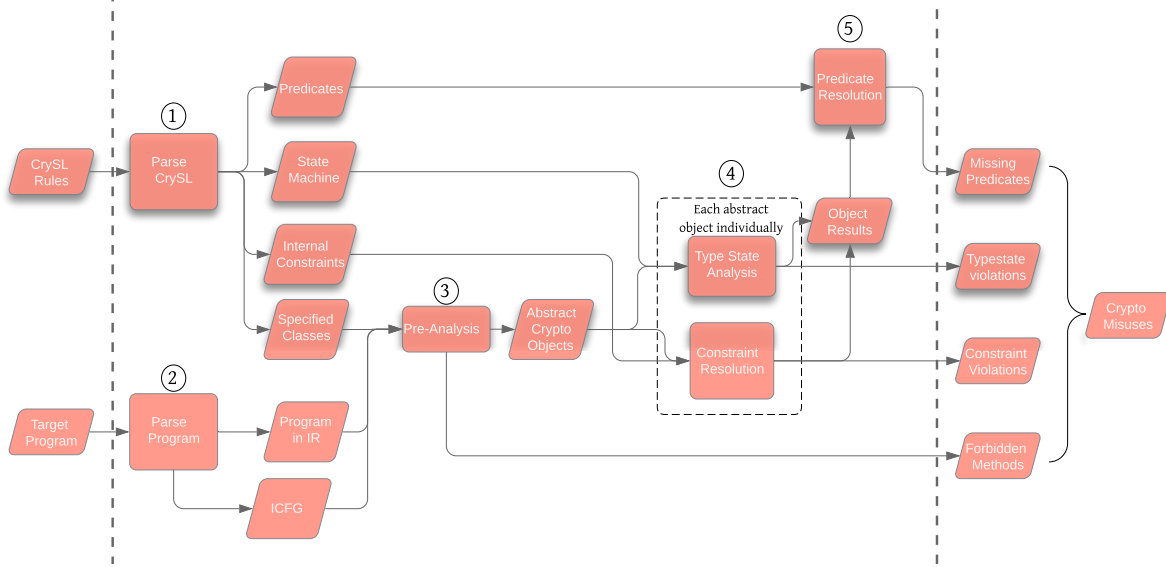 5
Predicates
Predicate
Resolution
1
CrySL
Rules
Parse
CrySL
State
Machine
4
Missing
Predicates
Each abstract
object individually
Object
Results
Internal
Constraints
Type State
Analysis
Typestate
violations
3
Specified
Classes
Pre-Analysis
Abstract
Crypto
Objects
Crypto
Misuses
Constraint
Resolution
Constraint
Violations
2
Target
Program
Parse
Program
Program
in IR
Forbidden
Methods
ICFG